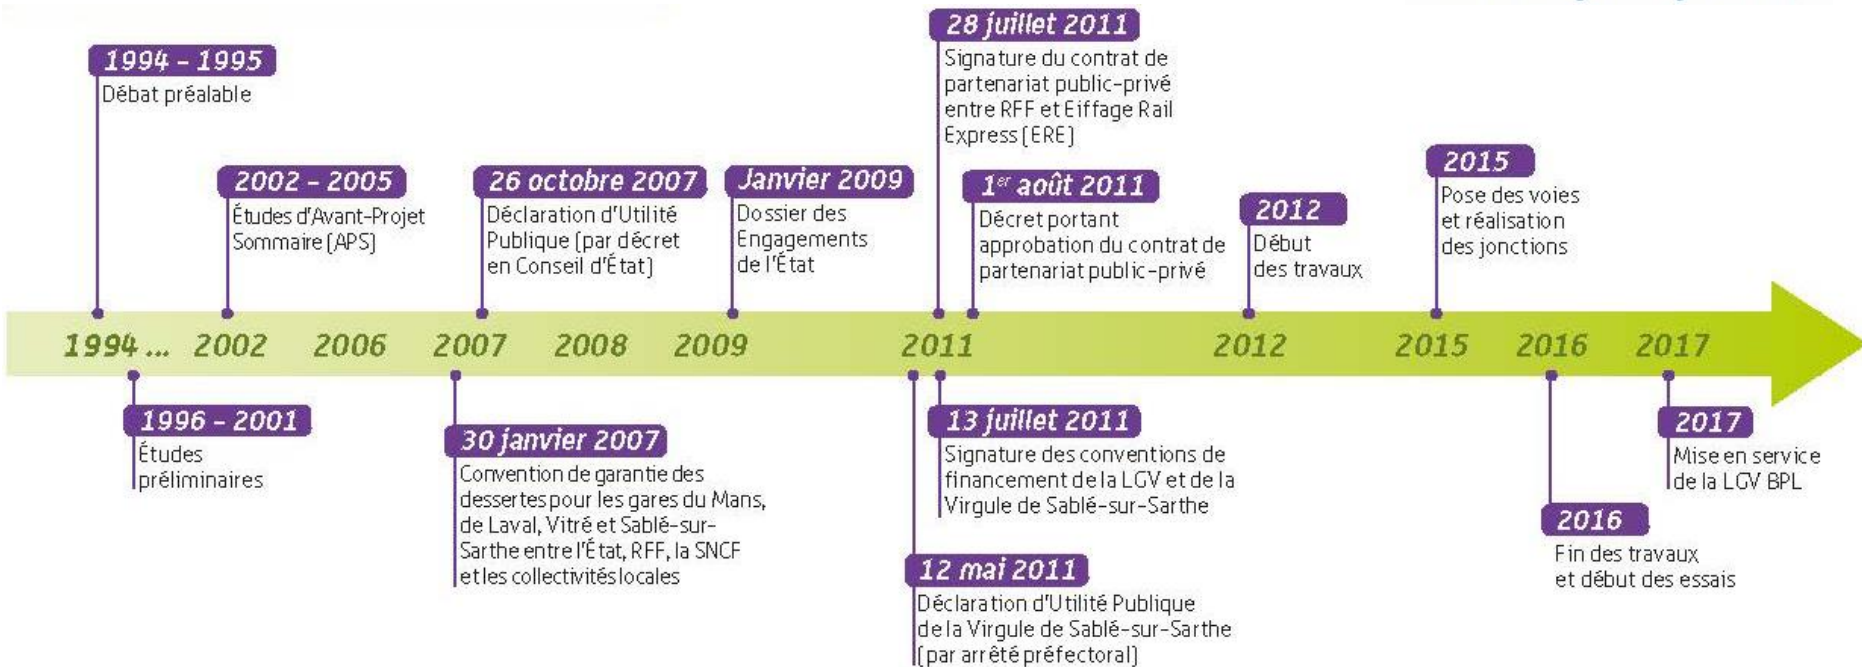 1994 - 1995
Débat préalable
2002 - 2005
Études d'Avant-Projet
Sommaire (APS)
26 octobre 2007
Déclaration d'Utilité
Publique (par décret
en Conseil d'État)
Janvier 2009
Dossier des
Engagements
de l'État
28 juillet 2011
Signature du contrat de
partenariat public-privé
entre RFF et Eiffage Rail
Express (ERE)
1er août 2011
Décret portant
approbation du contrat de
partenariat public-privé
2012
Début
des travaux
2015
Pose des voies
et réalisation
des jonctions
1994 ... 2002 2006 2007 2008 2009 2011 2012 2015 2016 2017
1996 - 2001
Études
préliminaires
30 janvier 2007
Convention de garantie des
dessertes pour les gares du Mans,
de Laval, Vitré et Sablé-sur-
Sarthe entre l'État, RFF, la SNCF
et les collectivités locales
13 juillet 2011
Signature des conventions de
financement de la LGV et de la
Virgule de Sablé-sur-Sarthe
12 mai 2011
Déclaration d'Utilité Publique
de la Virgule de Sablé-sur-Sarthe
(par arrêté préfectoral)
2016
Fin des travaux
et début des essais
2017
Mise en service
de la LGV BPL